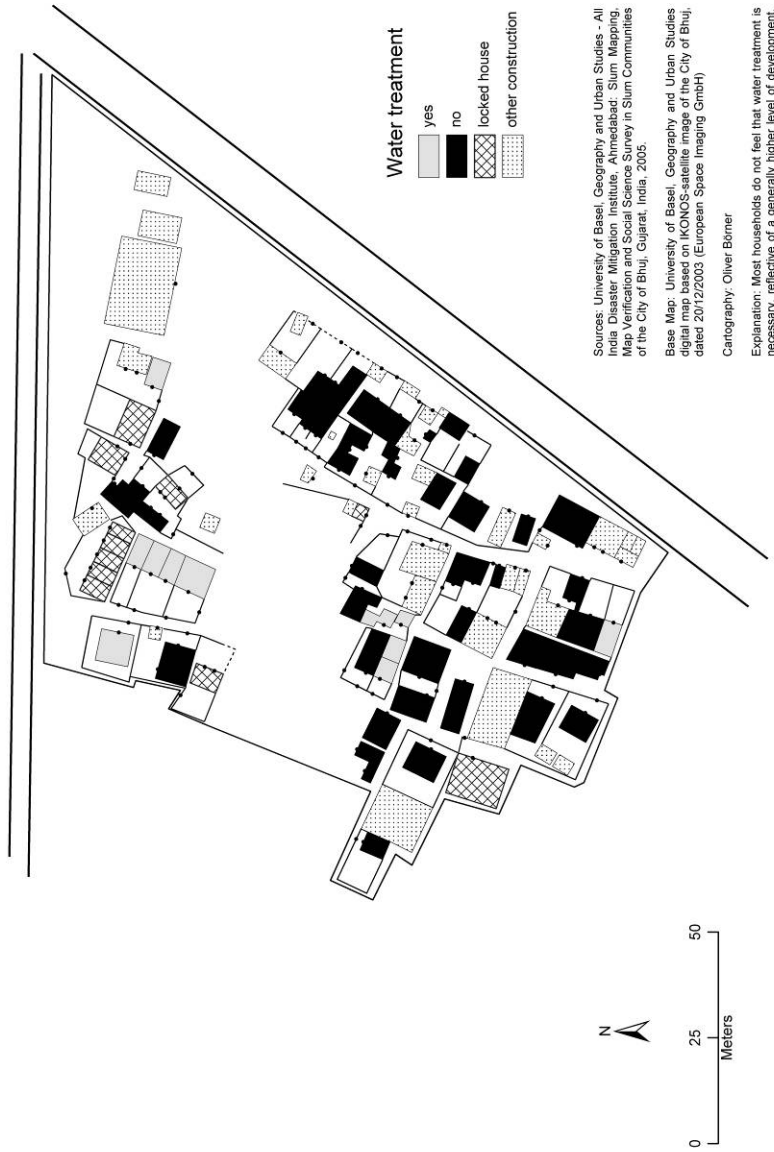 Water treatment
yes
no
locked house
other construction
Sources: University of Basel, Geography and Urban Studies - All
India Disaster Mitigation Institute, Ahmedabad: Slum Mapping,
Map Verification and Social Science Survey in Slum Communities
of the City of Bhuj, Gujarat, India, 2005.
Base Map: University of Basel, Geography and Urban Studies
digital map based on IKONOS-satellite image of the City of Bhuj,
dated 20/12/2003 (European Space Imaging GmbH)
Cartography: Oliver Börner
Explanation: Most households do not feel that water treatment is
necessary, reflective of a generally higher level of development.
N
0 25 50
Meters